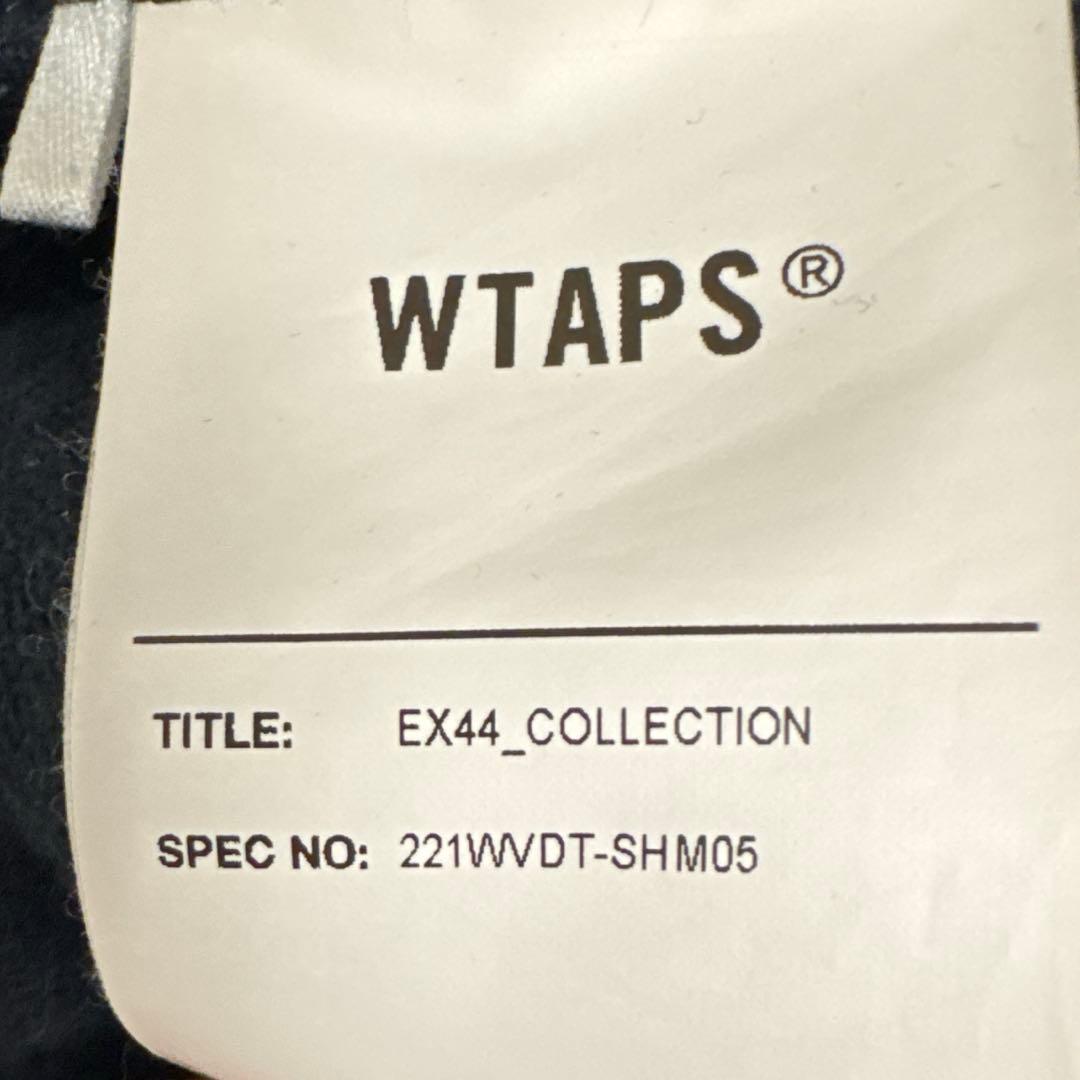 WTAPS®
TITLE: EX44_COLLECTION
SPEC NO: 221WVDT-SHM05